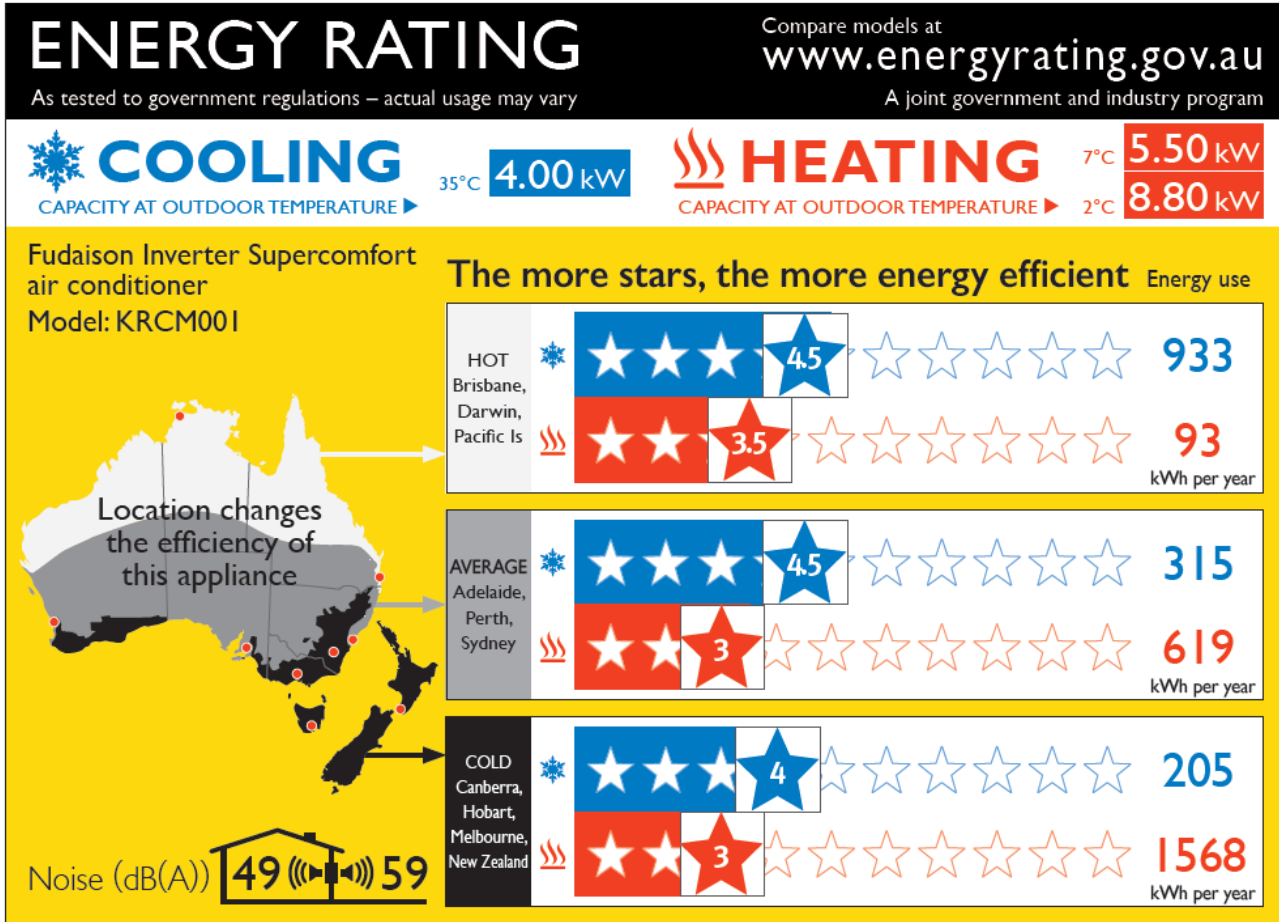 ENERGY RATING
As tested to government regulations – actual usage may vary
Compare models at
www.energyrating.gov.au
A joint government and industry program
COOLING
CAPACITY AT OUTDOOR TEMPERATURE ▶
35°C 4.00 kW
HEATING
CAPACITY AT OUTDOOR TEMPERATURE ▶
7°C 5.50 kW
2°C 8.80 kW
Fudaison Inverter Supercomfort
air conditioner
Model: KRCM001
Location changes
the efficiency of
this appliance
Noise (dB(A)) 49 59
The more stars, the more energy efficient Energy use
HOT
Brisbane,
Darwin,
Pacific Is
4.5 933
3.5 93
kWh per year
AVERAGE
Adelaide,
Perth,
Sydney
4.5 315
3 619
kWh per year
COLD
Canberra,
Hobart,
Melbourne,
New Zealand
4 205
3 1568
kWh per year